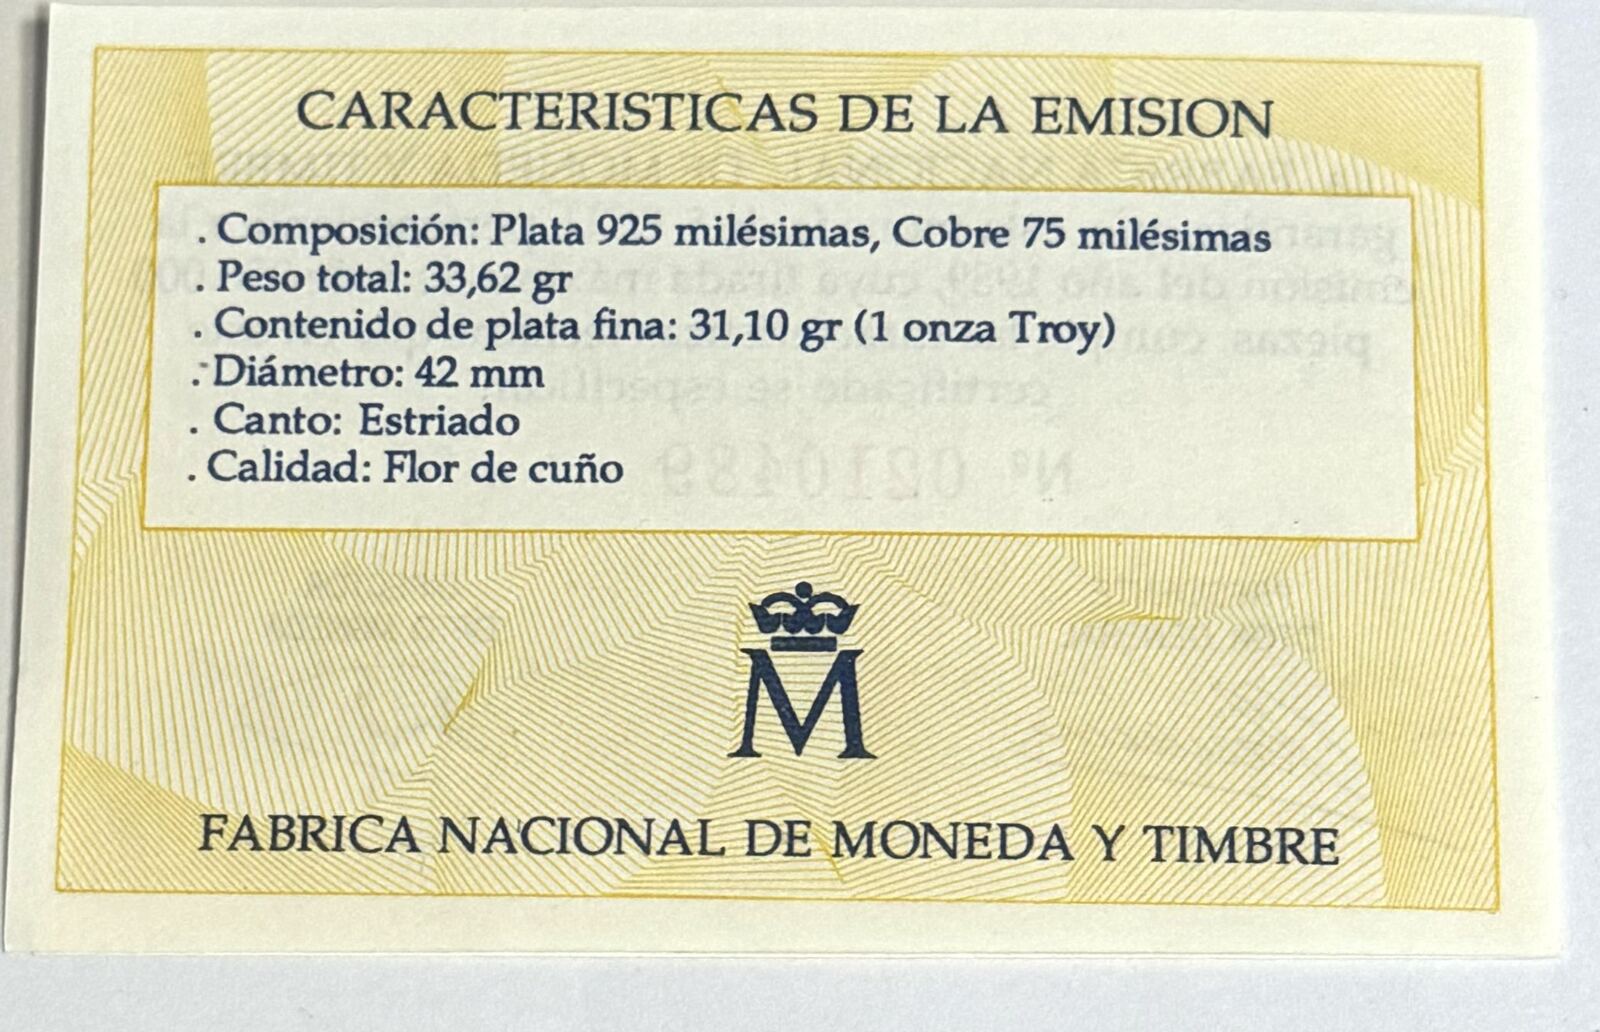 CARACTERISTICAS DE LA EMISION
. Composición: Plata 925 milésimas, Cobre 75 milésimas
. Peso total: 33,62 gr
. Contenido de plata fina: 31,10 gr (1 onza Troy)
. Diámetro: 42 mm
. Canto: Estriado
. Calidad: Flor de cuño
M
FABRICA NACIONAL DE MONEDA Y TIMBRE